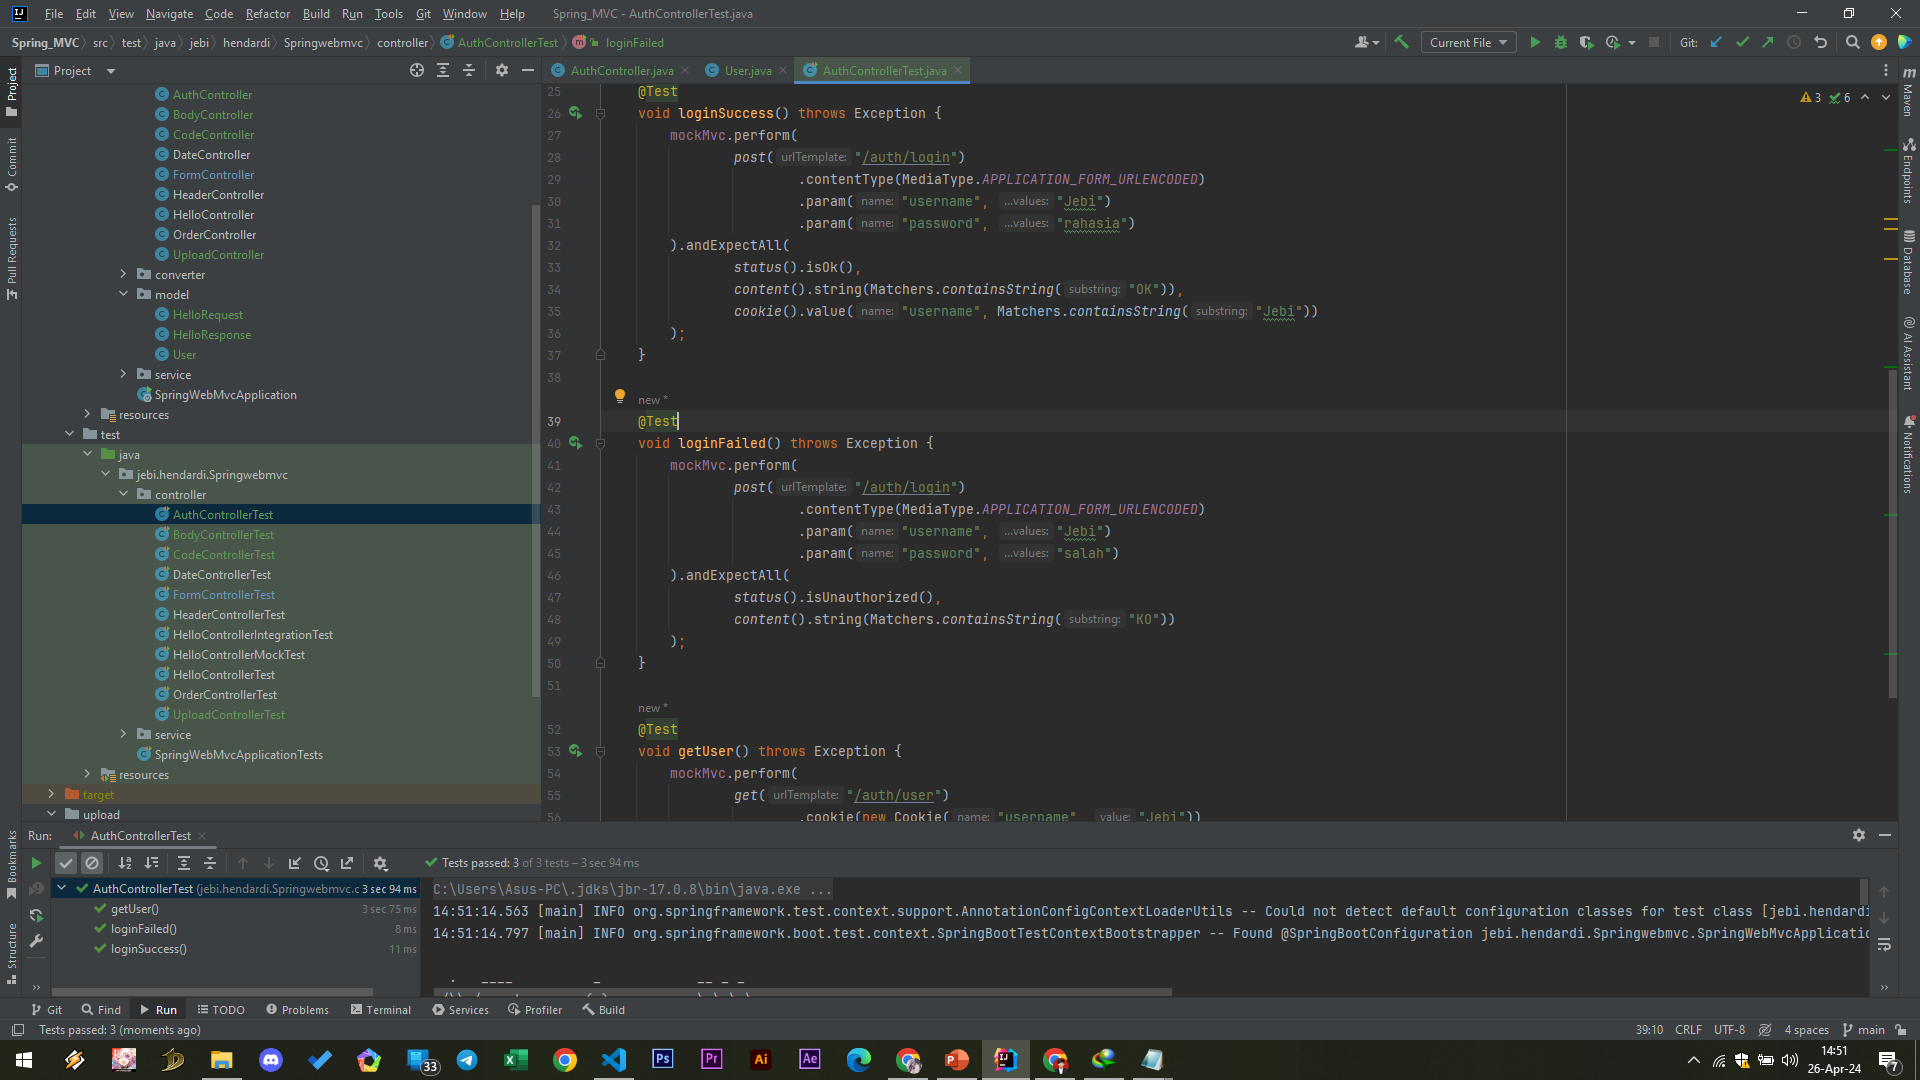 File Edit View Navigate Code Refactor Build Run Tools Git Window Help Spring_MVC - AuthControllerTest.java
Spring_MVC src test java jebi hendardi Springwebmvc controller AuthControllerTest loginFailed Current File Git:
Project
AuthController.java User.java AuthControllerTest.java
AuthController
BodyController
CodeController
DateController
FormController
HeaderController
HelloController
OrderController
UploadController
converter
model
HelloRequest
HelloResponse
User
service
SpringWebMvcApplication
resources
test
java
jebi.hendardi.Springwebmvc
controller
AuthControllerTest
BodyControllerTest
CodeControllerTest
DateControllerTest
FormControllerTest
HeaderControllerTest
HelloControllerIntegrationTest
HelloControllerMockTest
HelloControllerTest
OrderControllerTest
UploadControllerTest
service
SpringWebMvcApplicationTests
resources
target
upload
Project
Commit
Pull Requests
Bookmarks
Structure
3 6
25 @Test
26 void loginSuccess() throws Exception {
27 mockMvc.perform(
28 post( urlTemplate: "/auth/login")
29 .contentType(MediaType.APPLICATION_FORM_URLENCODED)
30 .param( name: "username", ...values: "Jebi")
31 .param( name: "password", ...values: "rahasia")
32 ).andExpectAll(
33 status().isOk(),
34 content().string(Matchers.containsString( substring: "OK")),
35 cookie().value( name: "username", Matchers.containsString( substring: "Jebi"))
36 );
37 }
38
new *
39 @Test
40 void loginFailed() throws Exception {
41 mockMvc.perform(
42 post( urlTemplate: "/auth/login")
43 .contentType(MediaType.APPLICATION_FORM_URLENCODED)
44 .param( name: "username", ...values: "Jebi")
45 .param( name: "password", ...values: "salah")
46 ).andExpectAll(
47 status().isUnauthorized(),
48 content().string(Matchers.containsString( substring: "KO"))
49 );
50 }
51
new *
52 @Test
53 void getUser() throws Exception {
54 mockMvc.perform(
55 get( urlTemplate: "/auth/user")
56 .cookie(new Cookie( name: "username" value: "Jebi"))
Maven
Endpoints
Database
AI Assistant
Notifications
Run: AuthControllerTest
Tests passed: 3 of 3 tests – 3 sec 94 ms
AuthControllerTest (jebi.hendardi.Springwebmvc.c 3 sec 94 ms
getUser() 3 sec 75 ms
loginFailed() 8 ms
loginSuccess() 11 ms
C:\Users\Asus-PC\.jdks\jbr-17.0.8\bin\java.exe ...
14:51:14.563 [main] INFO org.springframework.test.context.support.AnnotationConfigContextLoaderUtils -- Could not detect default configuration classes for test class [jebi.hendardi
14:51:14.797 [main] INFO org.springframework.boot.test.context.SpringBootTestContextBootstrapper -- Found @SpringBootConfiguration jebi.hendardi.Springwebmvc.SpringWebMvcApplicatio
Git Find Run TODO Problems Terminal Services Profiler Build
Tests passed: 3 (moments ago) 39:10 CRLF UTF-8 4 spaces main
33 Ps Pr Ai Ae
14:51
26-Apr-24
7